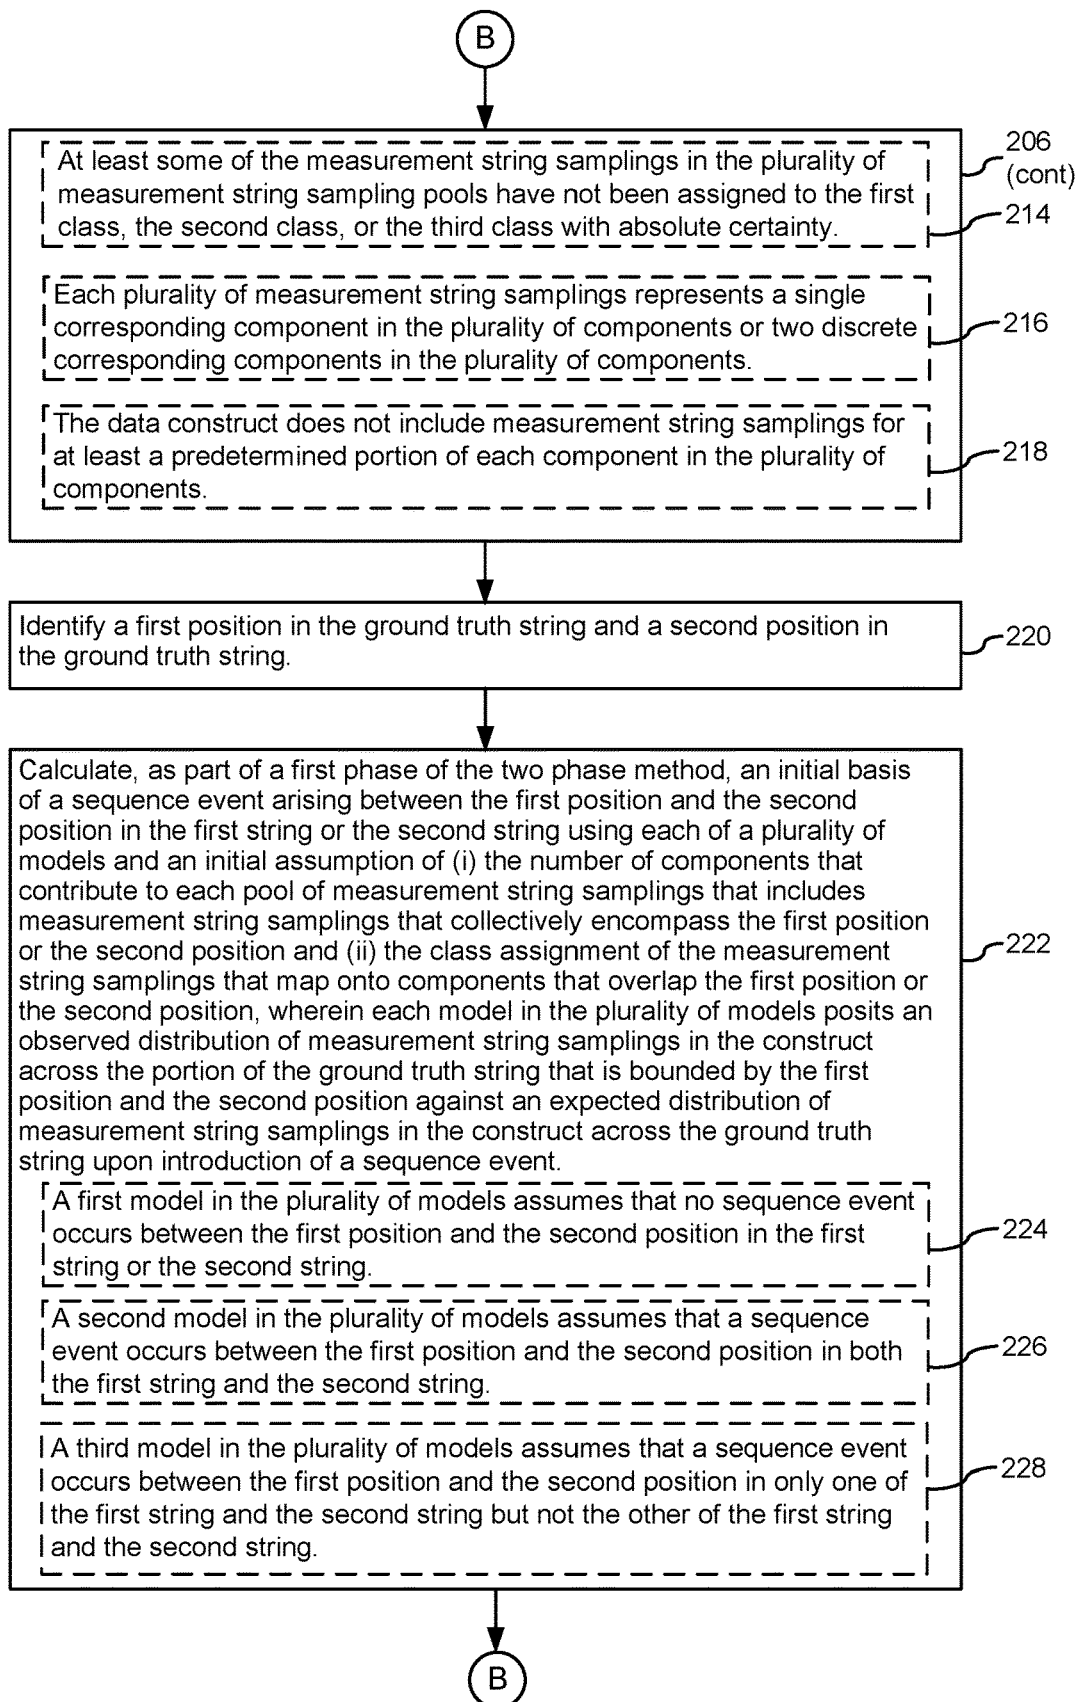 B
At least some of the measurement string samplings in the plurality of
measurement string sampling pools have not been assigned to the first
class, the second class, or the third class with absolute certainty.
206
(cont)
214
Each plurality of measurement string samplings represents a single
corresponding component in the plurality of components or two discrete
corresponding components in the plurality of components.
216
The data construct does not include measurement string samplings for
at least a predetermined portion of each component in the plurality of
components.
218
Identify a first position in the ground truth string and a second position in
the ground truth string.
220
Calculate, as part of a first phase of the two phase method, an initial basis
of a sequence event arising between the first position and the second
position in the first string or the second string using each of a plurality of
models and an initial assumption of (i) the number of components that
contribute to each pool of measurement string samplings that includes
measurement string samplings that collectively encompass the first position
or the second position and (ii) the class assignment of the measurement
string samplings that map onto components that overlap the first position or
the second position, wherein each model in the plurality of models posits an
observed distribution of measurement string samplings in the construct
across the portion of the ground truth string that is bounded by the first
position and the second position against an expected distribution of
measurement string samplings in the construct across the ground truth
string upon introduction of a sequence event.
222
A first model in the plurality of models assumes that no sequence event
occurs between the first position and the second position in the first
string or the second string.
224
A second model in the plurality of models assumes that a sequence
event occurs between the first position and the second position in both
the first string and the second string.
226
A third model in the plurality of models assumes that a sequence event
occurs between the first position and the second position in only one of
the first string and the second string but not the other of the first string
and the second string.
228
B